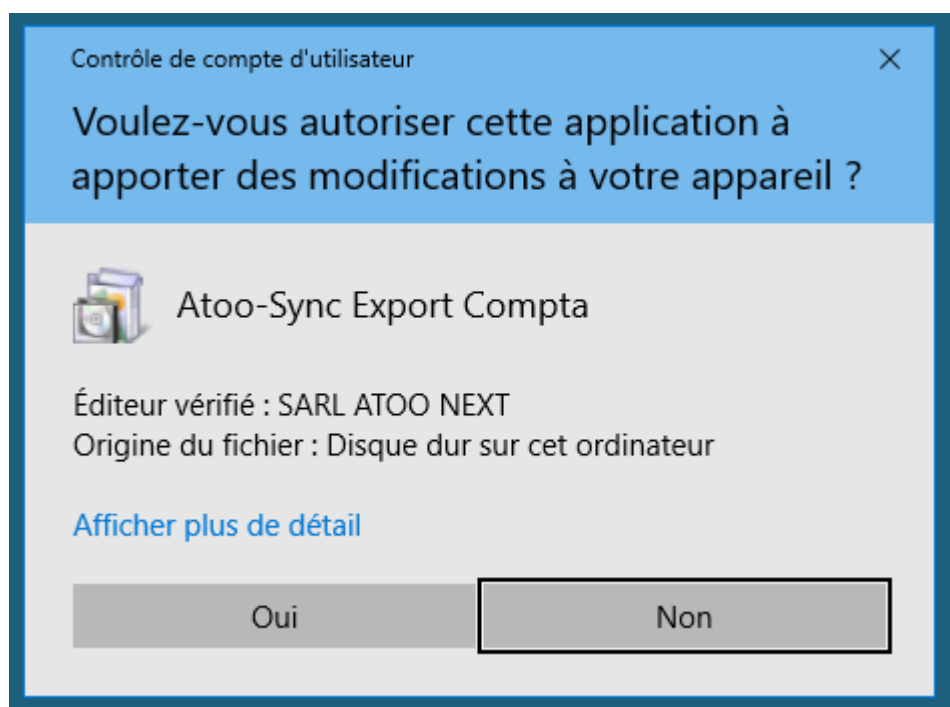 Contrôle de compte d'utilisateur
Voulez-vous autoriser cette application à
apporter des modifications à votre appareil ?
Atoo-Sync Export Compta
Éditeur vérifié : SARL ATOO NEXT
Origine du fichier : Disque dur sur cet ordinateur
Afficher plus de détail
Oui
Non